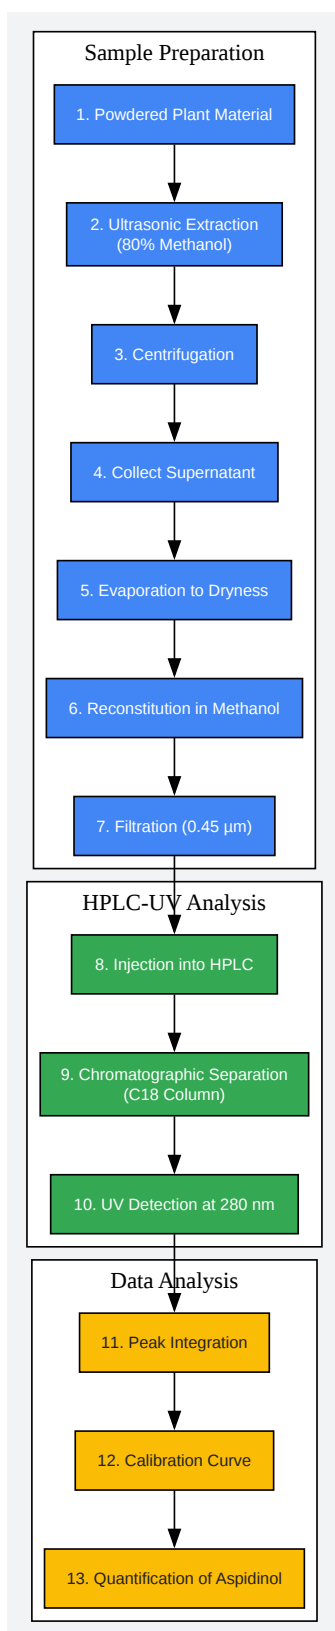 Sample Preparation
1. Powdered Plant Material
2. Ultrasonic Extraction
(80% Methanol)
3. Centrifugation
4. Collect Supernatant
5. Evaporation to Dryness
6. Reconstitution in Methanol
7. Filtration (0.45 µm)
HPLC-UV Analysis
8. Injection into HPLC
9. Chromatographic Separation
(C18 Column)
10. UV Detection at 280 nm
Data Analysis
11. Peak Integration
12. Calibration Curve
13. Quantification of Aspidinol